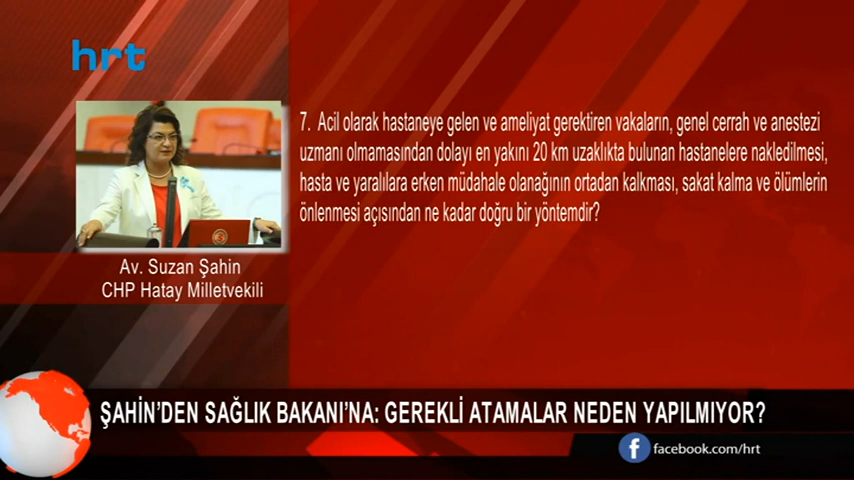 hrt
7. Acil olarak hastaneye gelen ve ameliyat gerektiren vakaların, genel cerrah ve anestezi
uzmanı olmamasından dolayı en yakını 20 km uzaklıkta bulunan hastanelere nakledilmesi,
hasta ve yaralılara erken müdahale olanağının ortadan kalkması, sakat kalma ve ölümlerin
önlenmesi açısından ne kadar doğru bir yöntemdir?
Av. Suzan Şahin
CHP Hatay Milletvekili
ŞAHİN'DEN SAĞLIK BAKANI'NA: GEREKLİ ATAMALAR NEDEN YAPILMIYOR?
facebook.com/hrt